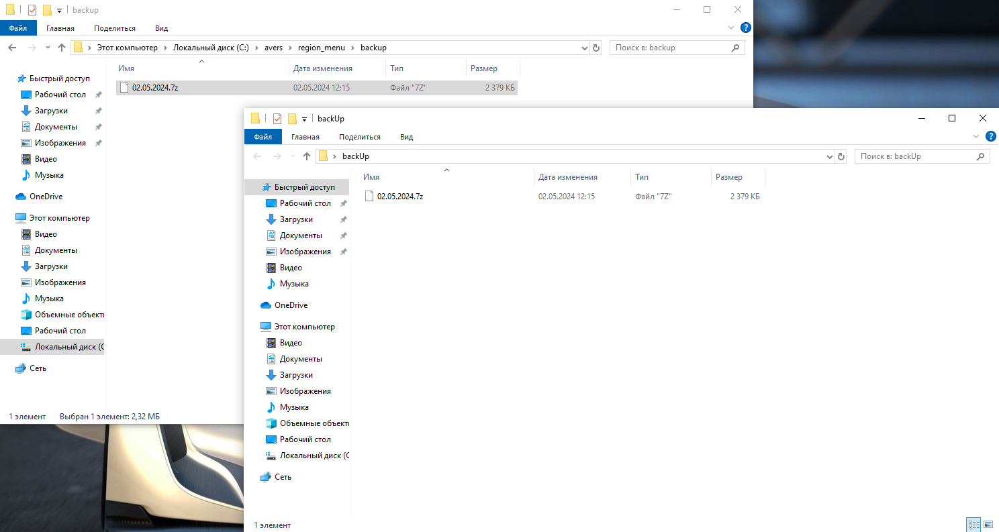 backup
Файл Главная Поделиться Вид
Этот компьютер Локальный диск (C:) avers region_menu backup Поиск в: backup
Имя Дата изменения Тип Размер
02.05.2024.7z 02.05.2024 12:15 Файл "7Z" 2 379 КБ
Быстрый доступ
Рабочий стол
Загрузки
Документы
Изображения
Видео
Музыка
OneDrive
Этот компьютер
Видео
Документы
Загрузки
Изображения
Музыка
Объемные объекты
Рабочий стол
Локальный диск (C
Сеть
1 элемент Выбран 1 элемент: 2,32 МБ
backUp
Файл Главная Поделиться Вид
backUp Поиск в: backUp
Имя Дата изменения Тип Размер
02.05.2024.7z 02.05.2024 12:15 Файл "7Z" 2 379 КБ
Быстрый доступ
Рабочий стол
Загрузки
Документы
Изображения
Видео
Музыка
OneDrive
Этот компьютер
Видео
Документы
Загрузки
Изображения
Музыка
Объемные объекты
Рабочий стол
Локальный диск (C
Сеть
1 элемент